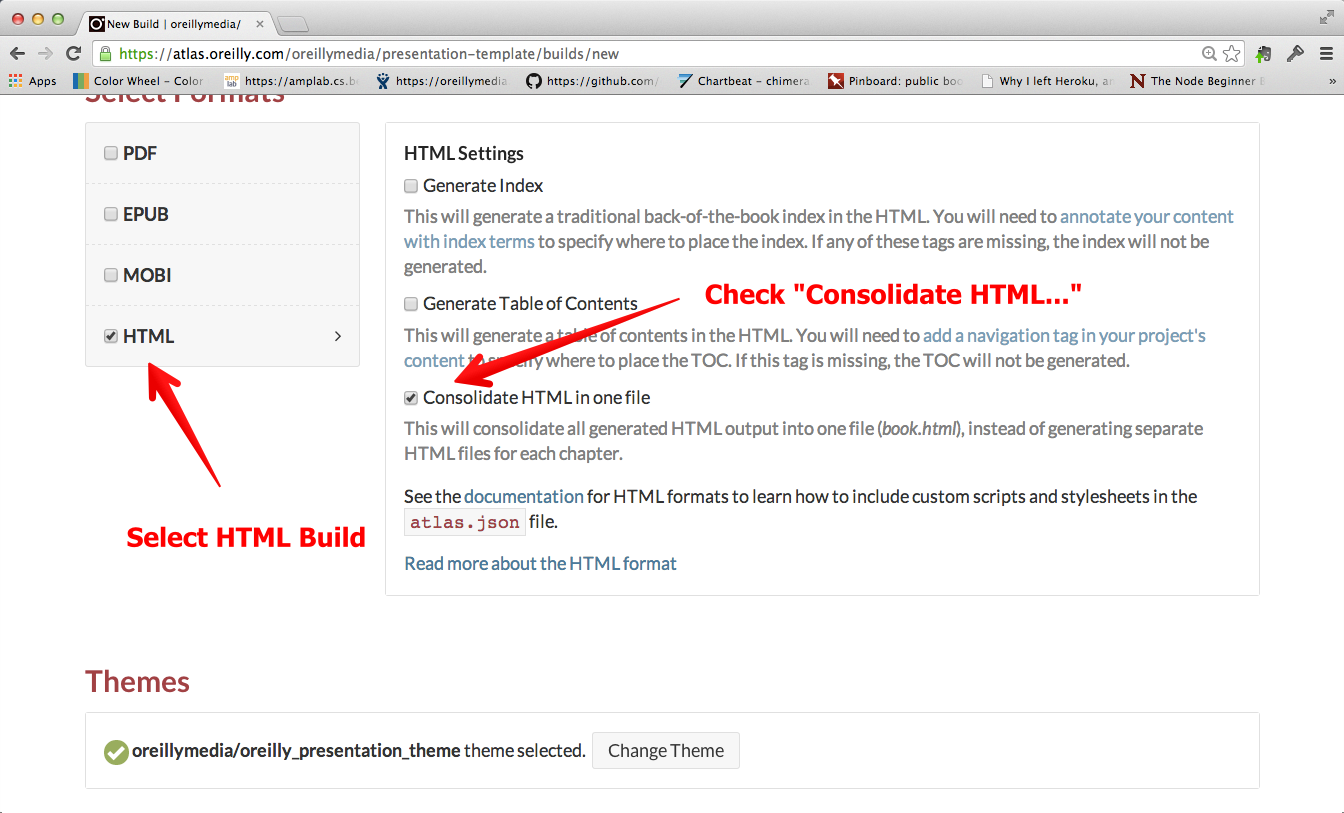 New Build | oreillymedia/
https://atlas.oreilly.com/oreillymedia/presentation-template/builds/new
Apps Color Wheel – Color amp lab https://amplab.cs.be https://oreillymedia. https://github.com/ Chartbeat – chimera Pinboard: public boo Why I left Heroku, an The Node Beginner »
Select Formats
PDF
EPUB
MOBI
HTML
Select HTML Build
HTML Settings
Generate Index
This will generate a traditional back-of-the-book index in the HTML. You will need to annotate your content
with index terms to specify where to place the index. If any of these tags are missing, the index will not be
generated.
Check "Consolidate HTML..."
Generate Table of Contents
This will generate a table of contents in the HTML. You will need to add a navigation tag in your project's
content to specify where to place the TOC. If this tag is missing, the TOC will not be generated.
Consolidate HTML in one file
This will consolidate all generated HTML output into one file (book.html), instead of generating separate
HTML files for each chapter.
See the documentation for HTML formats to learn how to include custom scripts and stylesheets in the
atlas.json file.
Read more about the HTML format
Themes
oreillymedia/oreilly_presentation_theme theme selected. Change Theme